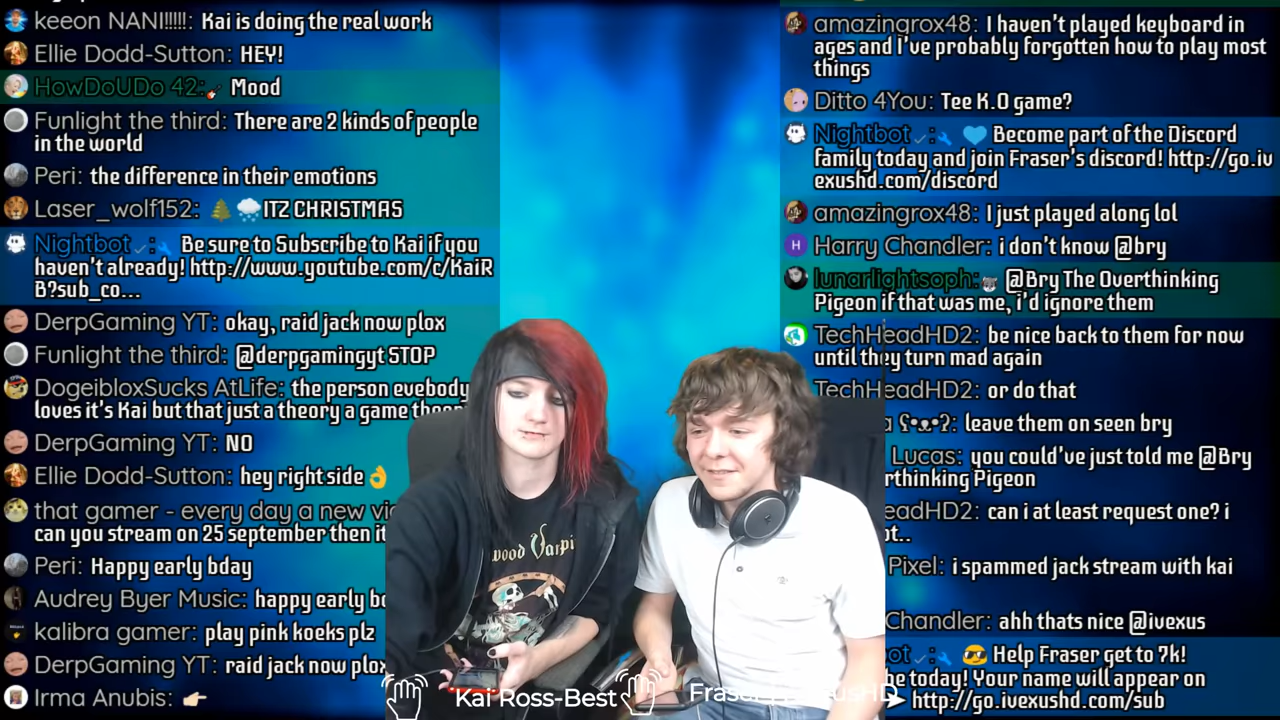 keeon NANI!!!!!: Kai is doing the real work
Ellie Dodd-Sutton: HEY!
HowDoUDo 42: Mood
Funlight the third: There are 2 kinds of people
in the world
Peri: the difference in their emotions
Laser_wolf152: 🌲🌨️ITZ CHRISTMAS
Nightbot ✓: Be sure to Subscribe to Kai if you
haven't already! http://www.youtube.com/c/KaiR
B?sub_co...
DerpGaming YT: okay, raid jack now plox
Funlight the third: @derpgamingyt STOP
DogeibloxSucks AtLife: the person evebody
loves it's Kai but that just a theory a game theory
DerpGaming YT: NO
Ellie Dodd-Sutton: hey right side👌
that gamer - every day a new
can you stream on 25 september then
Peri: Happy early bday
Audrey Byer Music: happy early
kalibra gamer: play pink koeks plz
DerpGaming YT: raid jack now plox
Irma Anubis: 👉🏻
amazingrox48: I haven't played keyboard in
ages and I've probably forgotten how to play most
things
Ditto 4You: Tee K.O game?
Nightbot ✓: 💙 Become part of the Discord
family today and join Fraser's discord! http://go.iv
exushd.com/discord
amazingrox48: I just played along lol
Harry Chandler: i don't know @bry
lunarlightsoph: @Bry The Overthinking
Pigeon if that was me, i'd ignore them
TechHeadHD2: be nice back to them for now
until they turn mad again
TechHeadHD2: or do that
ʕ•ᴥ•ʔ: leave them on seen bry
Lucas: you could've just told me @Bry
rthinking Pigeon
eadHD2: can i at least request one? i
Pixel: i spammed jack stream with kai
Chandler: ahh thats nice @ivexus
😎 Help Fraser get to 7k!
be today! Your name will appear on
http://go.ivexushd.com/sub
Kai Ross-Best